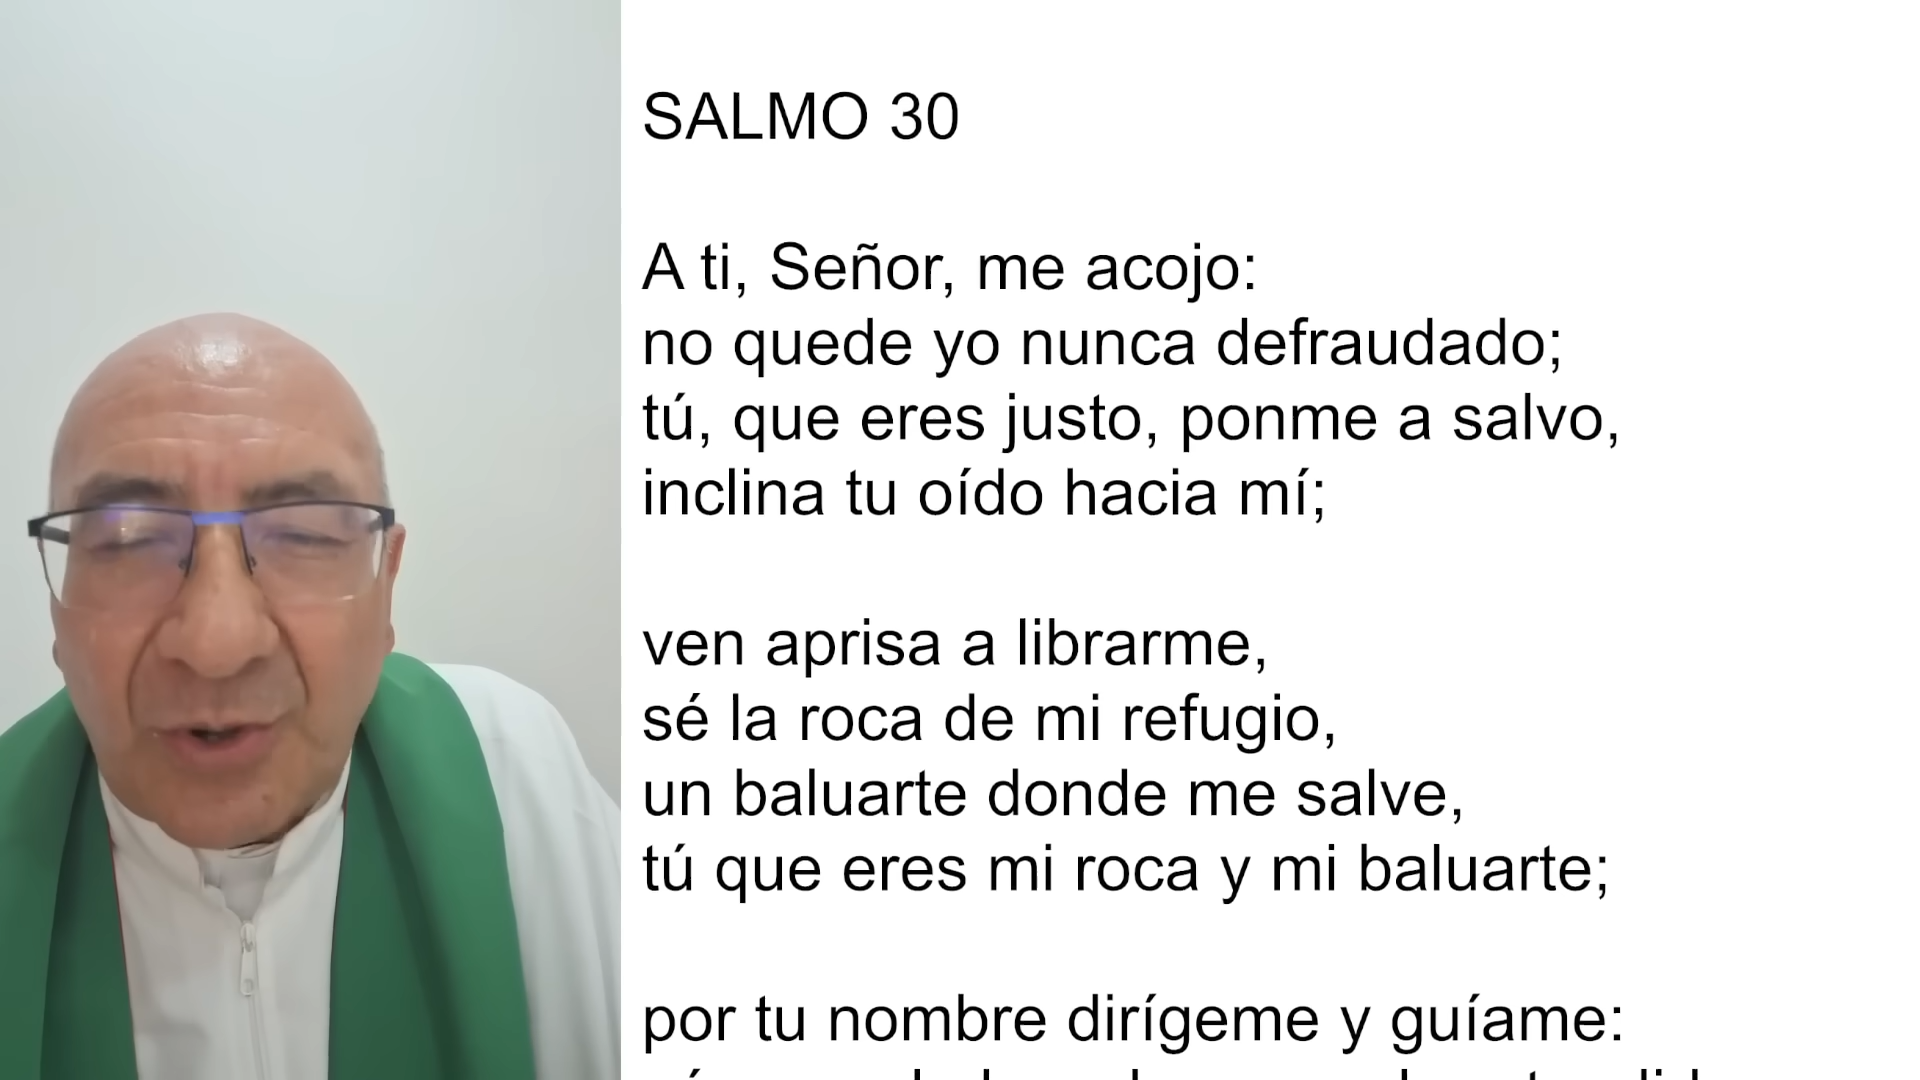 SALMO 30
A ti, Señor, me acojo:
no quede yo nunca defraudado;
tú, que eres justo, ponme a salvo,
inclina tu oído hacia mí;
ven aprisa a librarme,
sé la roca de mi refugio,
un baluarte donde me salve,
tú que eres mi roca y mi baluarte;
por tu nombre dirígeme y guíame: